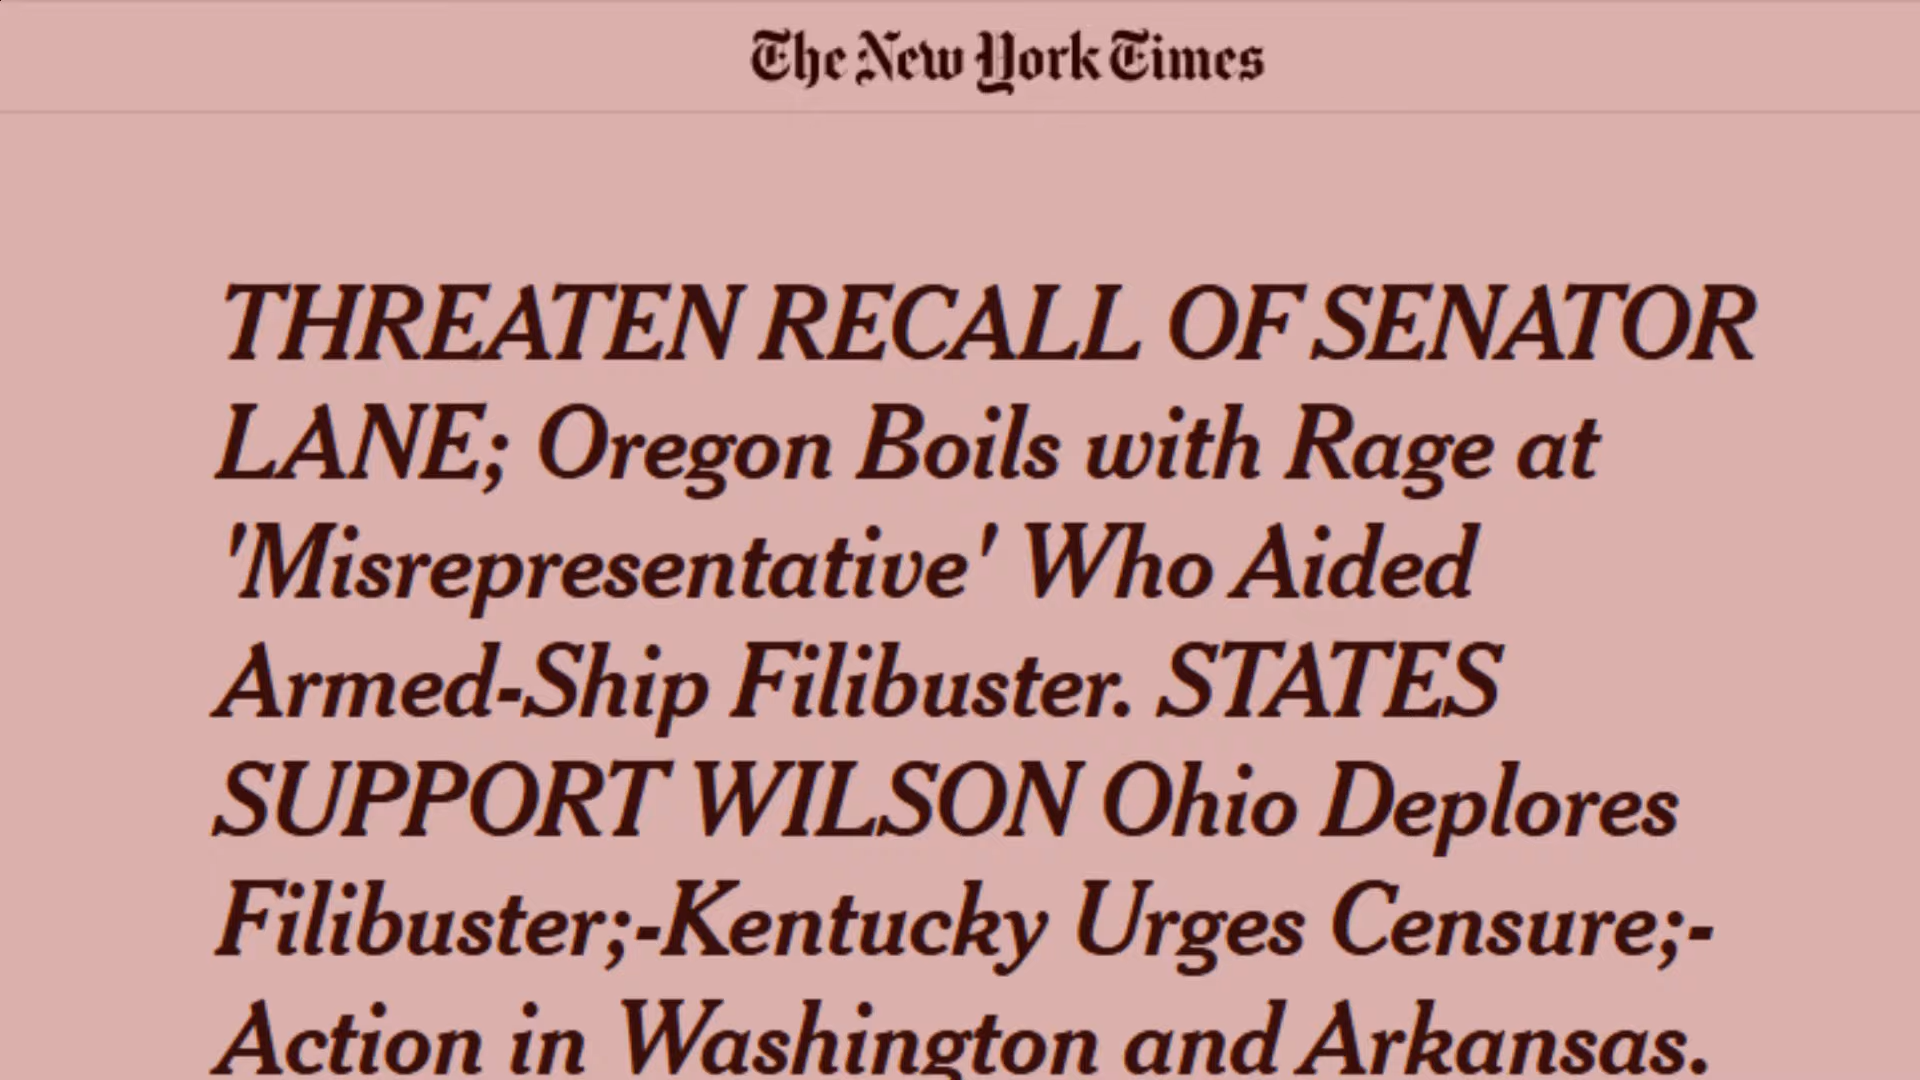 The New York Times
THREATEN RECALL OF SENATOR
LANE; Oregon Boils with Rage at
'Misrepresentative' Who Aided
Armed-Ship Filibuster. STATES
SUPPORT WILSON Ohio Deplores
Filibuster;-Kentucky Urges Censure;-
Action in Washington and Arkansas.